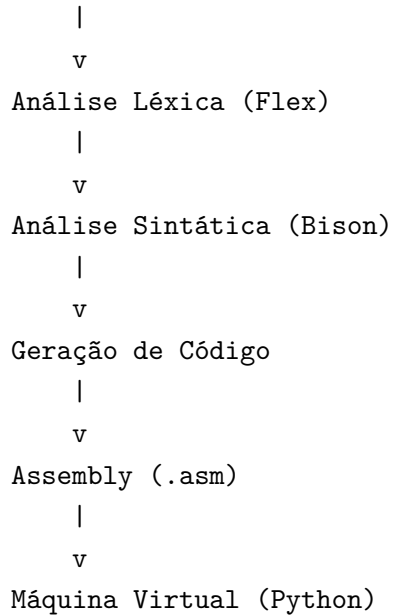 |
v
Análise Léxica (Flex)
|
v
Análise Sintática (Bison)
|
v
Geração de Código
|
v
Assembly (.asm)
|
v
Máquina Virtual (Python)